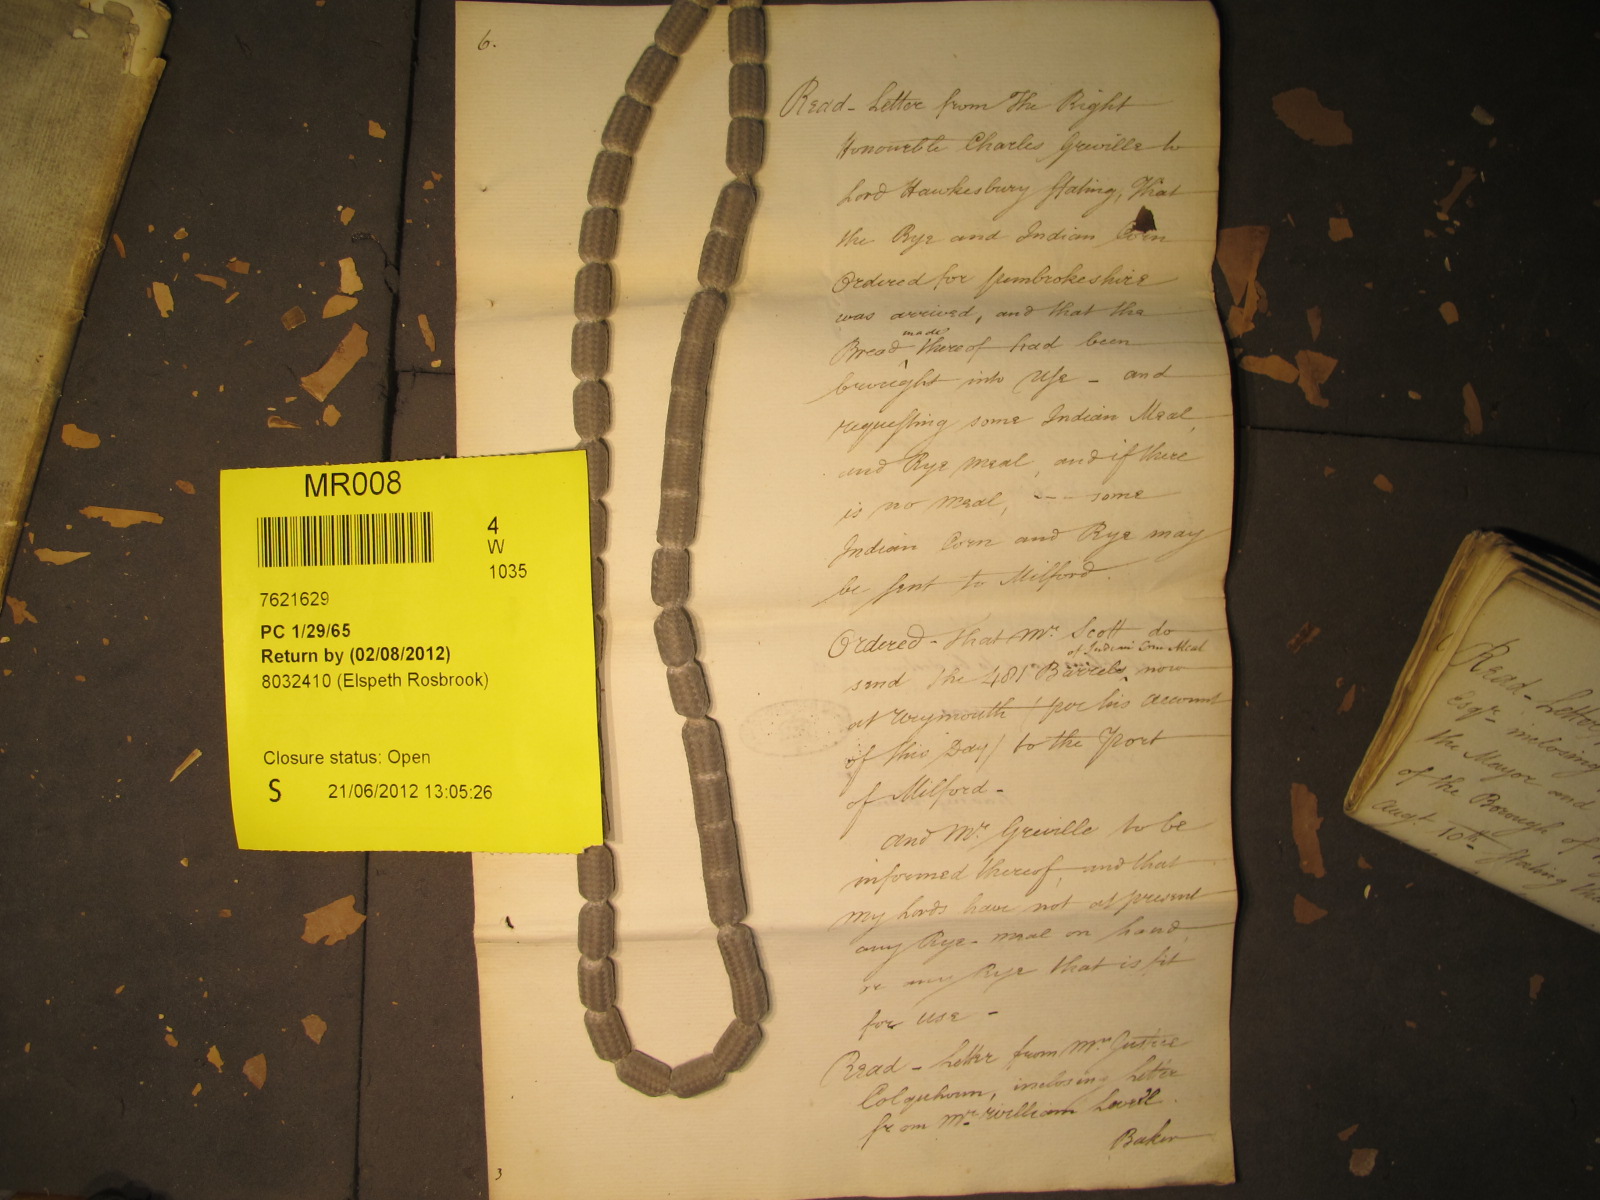 6.
Read - Letter from The Right
Honourable Charles Greville to
Lord Hawkesbury stating, That
the Rye and Indian Corn
Ordered for Pembrokeshire
was arrived, and that the
made
Bread thereof had been
brought into Use - and
requesting some Indian Meal,
and Rye meal, and if there
is no meal, --- some
Indian Corn and Rye may
be sent to Milford.
Ordered - that Mr. Scott do
of Indian Corn Meal
send the 481 Barrels now
at Weymouth (per his account
of this Day) to the Port
of Milford -
and Mr. Greville to be
informed thereof, and that
my Lords have not at present
any Rye-meal on hand,
or any Rye that is fit
for use -
Read - Letter from Mr. Justice
Colquhoun, inclosing Letter
from Mr. William
Baker
3
MR008
4
W
1035
7621629
PC 1/29/65
Return by (02/08/2012)
8032410 (Elspeth Rosbrook)
Closure status: Open
S 21/06/2012 13:05:26
Read - Letter
Esqr. inclosing
the Mayor and
of the Borough of
Augt. 10th stating tha